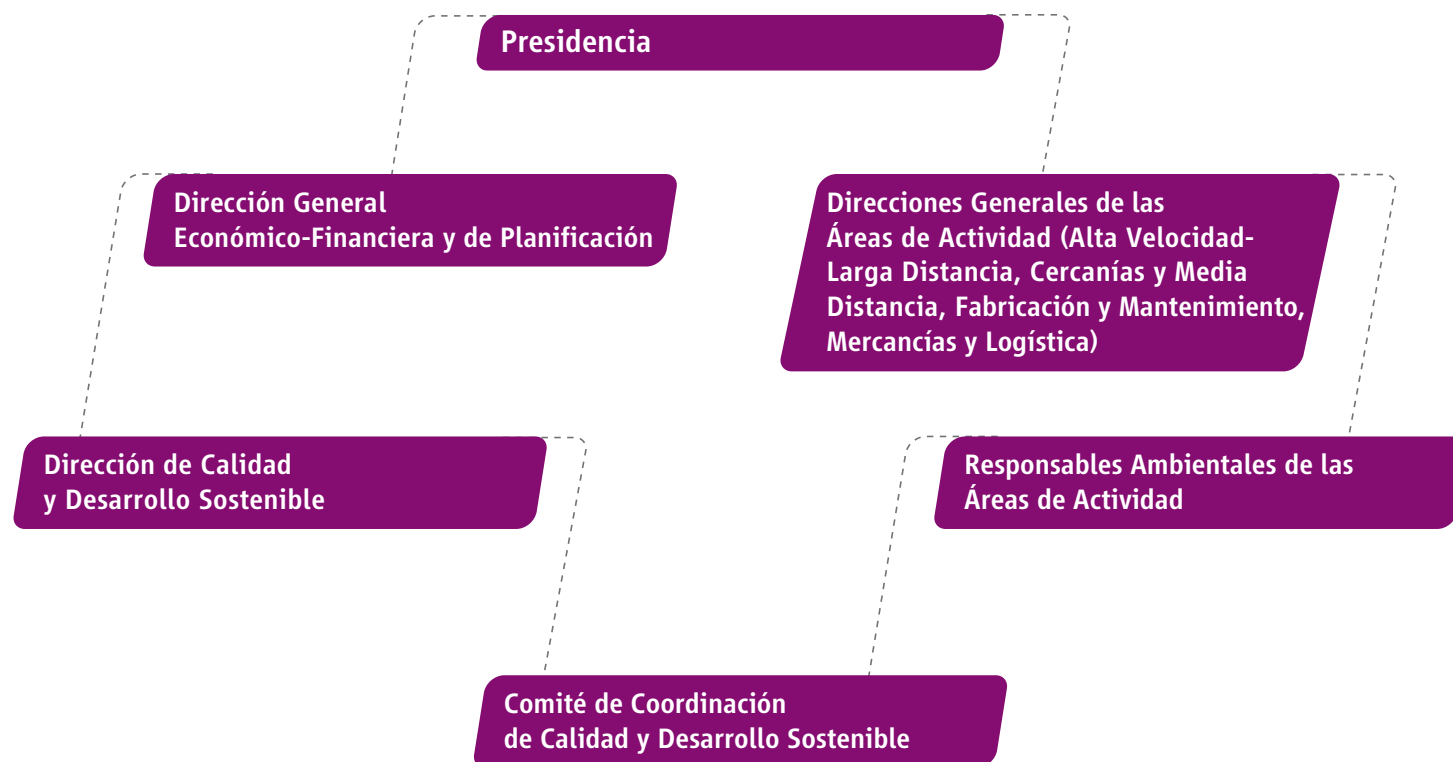 Presidencia
Dirección General
Económico-Financiera y de Planificación
Direcciones Generales de las
Áreas de Actividad (Alta Velocidad-
Larga Distancia, Cercanías y Media
Distancia, Fabricación y Mantenimiento,
Mercancías y Logística)
Dirección de Calidad
y Desarrollo Sostenible
Responsables Ambientales de las
Áreas de Actividad
Comité de Coordinación
de Calidad y Desarrollo Sostenible